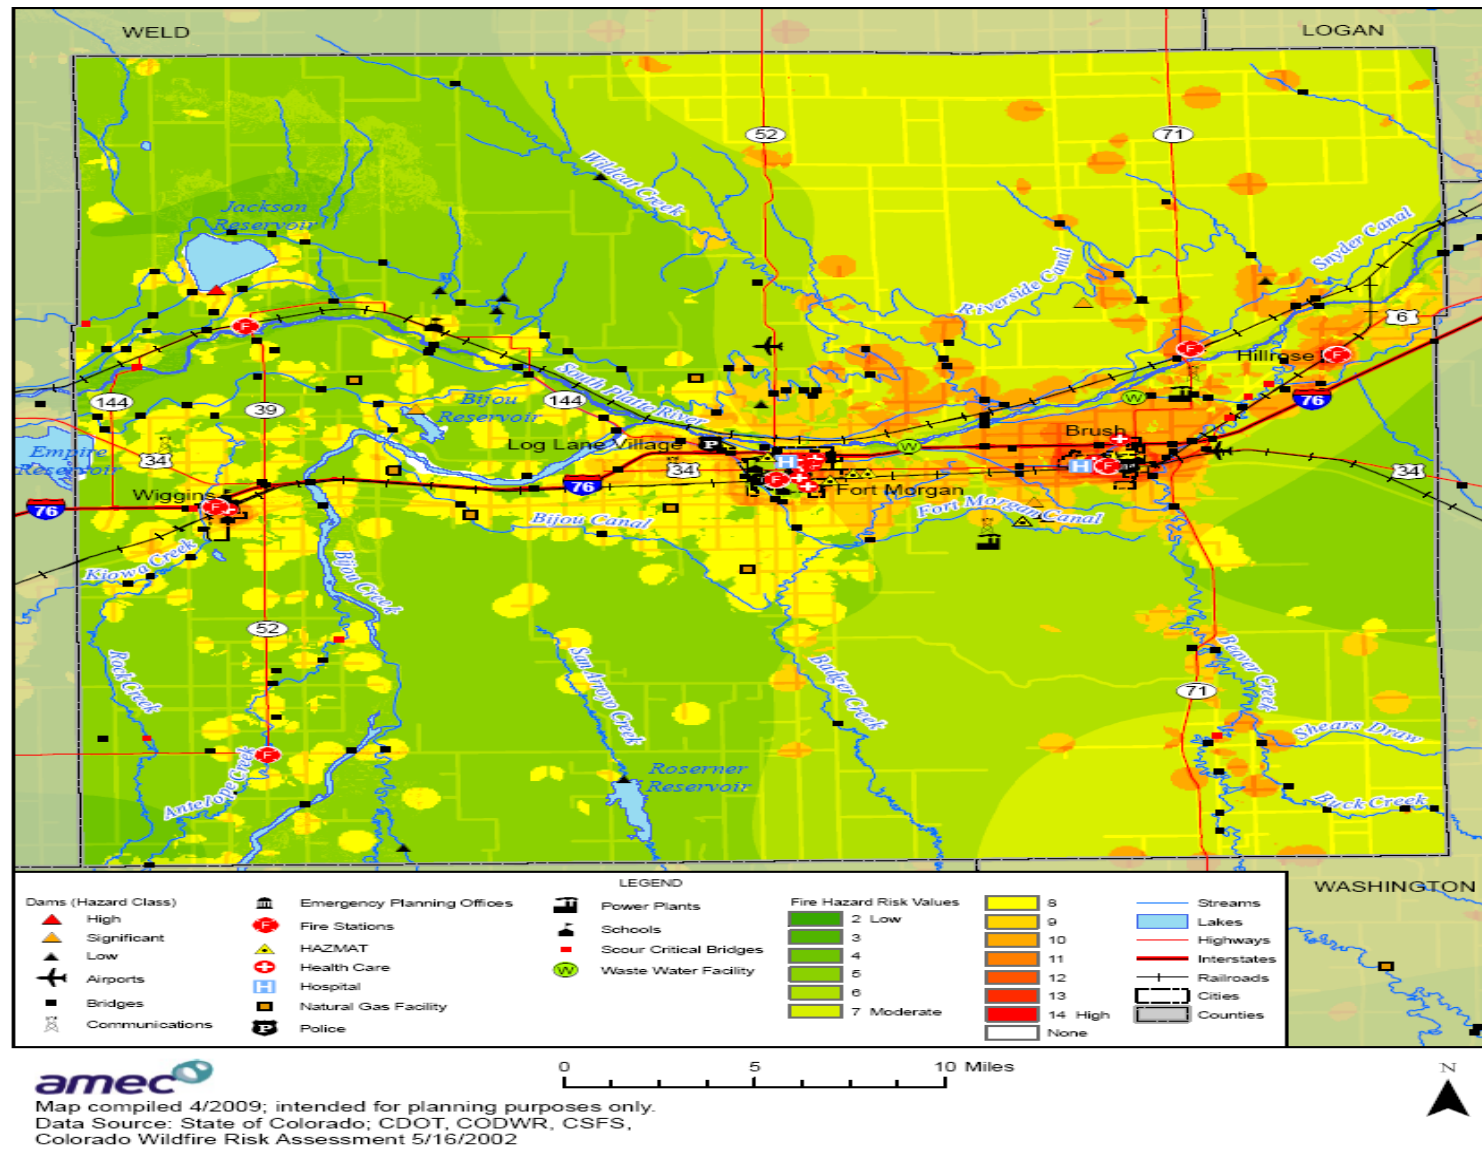 WELD
LOGAN
52
71
Wildcat Creek
Jackson
Reservoir
Snyder Canal
Riverside Canal
6
Hillrose
144
39
Bijou
Reservoir
144
South Platte River
76
Empire
Reservoir
34
Log Lane Village
34
Brush
34
Wiggins
76
76
Fort Morgan
Bijou Canal
Fort Morgan Canal
Kiowa Creek
Bijou Creek
52
Rock Creek
San Arroyo Creek
Badger Creek
Beaver Creek
71
Shears Draw
Antelope Creek
Roserner
Reservoir
Buck Creek
WASHINGTON
LEGEND
Dams (Hazard Class)
High
Significant
Low
Airports
Bridges
Communications
Emergency Planning Offices
F Fire Stations
HAZMAT
Health Care
H Hospital
Natural Gas Facility
P Police
Power Plants
Schools
Scour Critical Bridges
W Waste Water Facility
Fire Hazard Risk Values
2 Low
3
4
5
6
7 Moderate
8
9
10
11
12
13
14 High
None
Streams
Lakes
Highways
Interstates
Railroads
Cities
Counties
0 5 10 Miles
N
amec
Map compiled 4/2009; intended for planning purposes only.
Data Source: State of Colorado; CDOT, CODWR, CSFS,
Colorado Wildfire Risk Assessment 5/16/2002